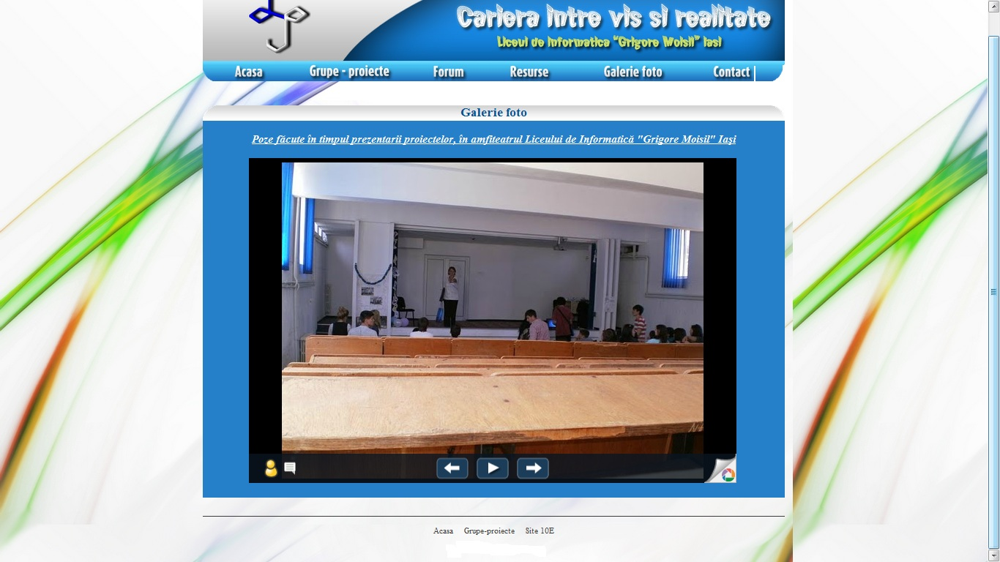 Cariera intre vis si realitate
Liceul de Informatica "Grigore Moisil" Iasi
Acasa Grupe - proiecte Forum Resurse Galerie foto Contact
Galerie foto
Poze făcute în timpul prezentarii proiectelor, în amfiteatrul Liceului de Informatică "Grigore Moisil" Iaşi
Acasa Grupe-proiecte Site 10E